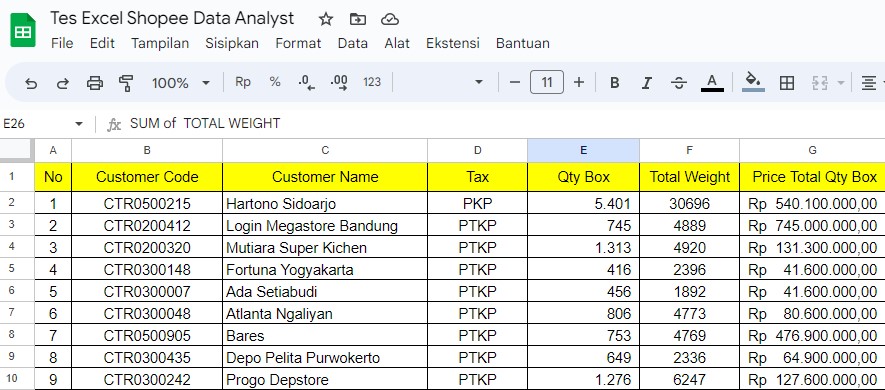 Tes Excel Shopee Data Analyst
File Edit Tampilan Sisipkan Format Data Alat Ekstensi Bantuan
100% Rp % .0 .00 123 11 B I S A
E26 fx SUM of TOTAL WEIGHT
A B C D E F G
1 No Customer Code Customer Name Tax Qty Box Total Weight Price Total Qty Box
2 1 CTR0500215 Hartono Sidoarjo PKP 5.401 30696 Rp 540.100.000,00
3 2 CTR0200412 Login Megastore Bandung PTKP 745 4889 Rp 745.000.000,00
4 3 CTR0200320 Mutiara Super Kichen PTKP 1.313 4920 Rp 131.300.000,00
5 4 CTR0300148 Fortuna Yogyakarta PTKP 416 2396 Rp 41.600.000,00
6 5 CTR0300007 Ada Setiabudi PTKP 456 1892 Rp 41.600.000,00
7 6 CTR0300048 Atlanta Ngaliyan PTKP 806 4773 Rp 80.600.000,00
8 7 CTR0500905 Bares PTKP 753 4769 Rp 476.900.000,00
9 8 CTR0300435 Depo Pelita Purwokerto PTKP 649 2336 Rp 64.900.000,00
10 9 CTR0300242 Progo Depstore PTKP 1.276 6247 Rp 127.600.000,00